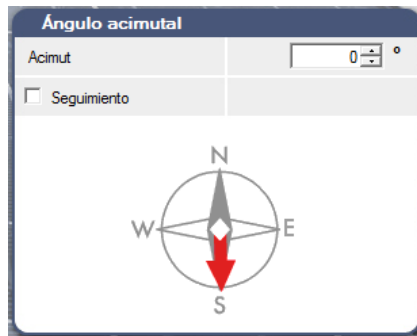 Ángulo acimutal
Acimut 0 º
Seguimiento
N
W E
S